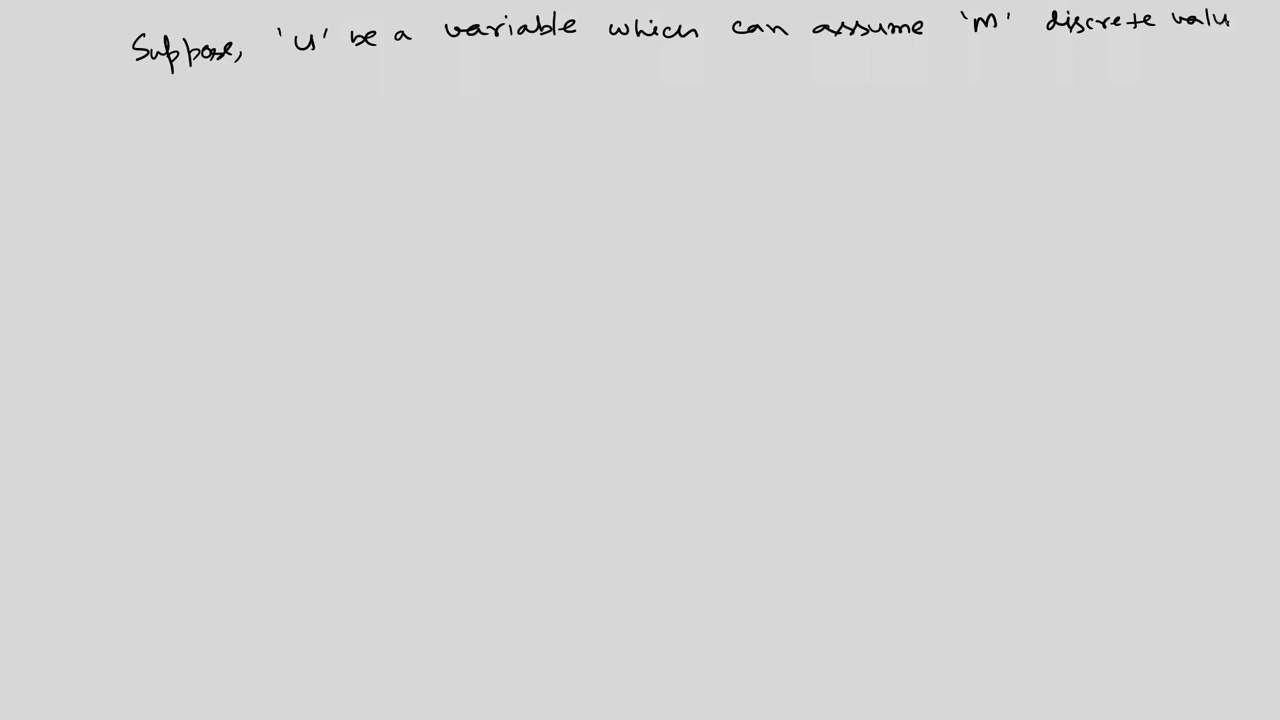 Suppose, 'u' be a variable which can assume 'm' discrete valu